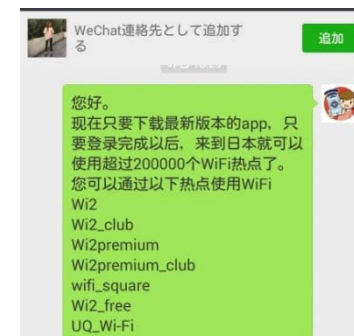 WeChat連絡先として追加す
る
追加
您好。
现在只要下载最新版本的app，只
要登录完成以后，来到日本就可以
使用超过200000个WiFi热点了。
您可以通过以下热点使用WiFi
Wi2
Wi2_club
Wi2premium
Wi2premium_club
wifi_square
Wi2_free
UQ_Wi-Fi